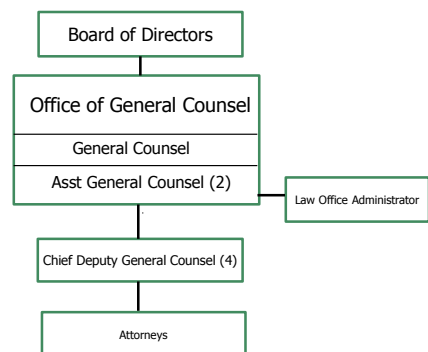 Board of Directors
Office of General Counsel
General Counsel
Asst General Counsel (2)
Law Office Administrator
Chief Deputy General Counsel (4)
Attorneys